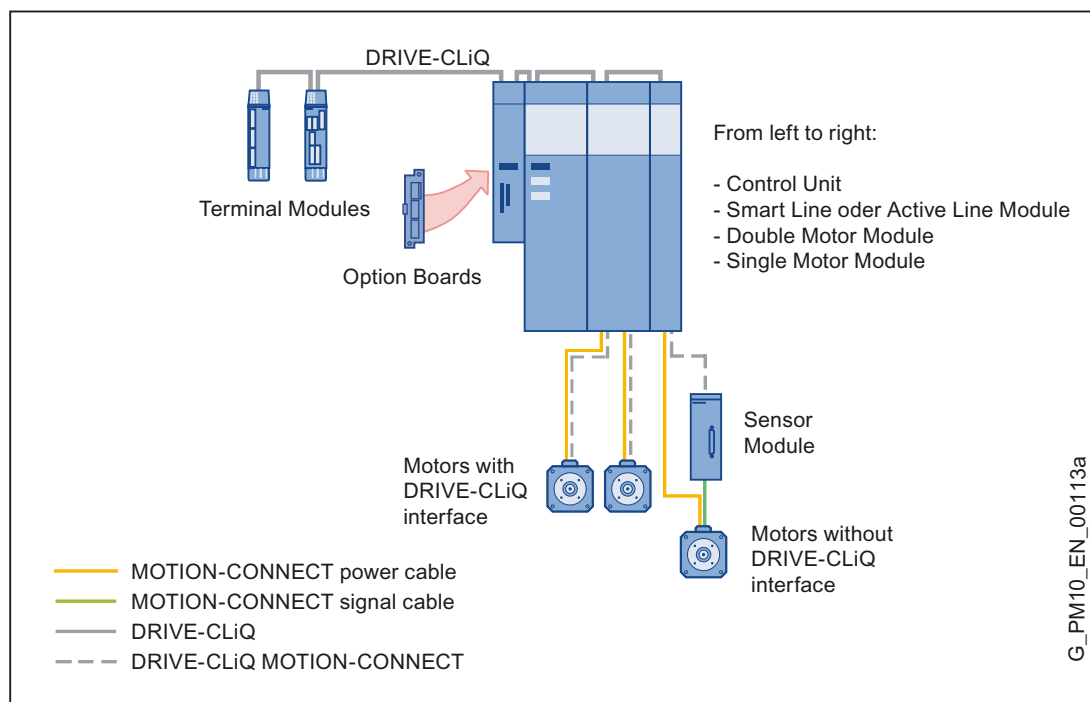 DRIVE-CLiQ
Terminal Modules
Option Boards
From left to right:
- Control Unit
- Smart Line oder Active Line Module
- Double Motor Module
- Single Motor Module
Sensor
Module
Motors with
DRIVE-CLiQ
interface
Motors without
DRIVE-CLiQ
interface
MOTION-CONNECT power cable
MOTION-CONNECT signal cable
DRIVE-CLiQ
DRIVE-CLiQ MOTION-CONNECT
G_PM10_EN_00113a